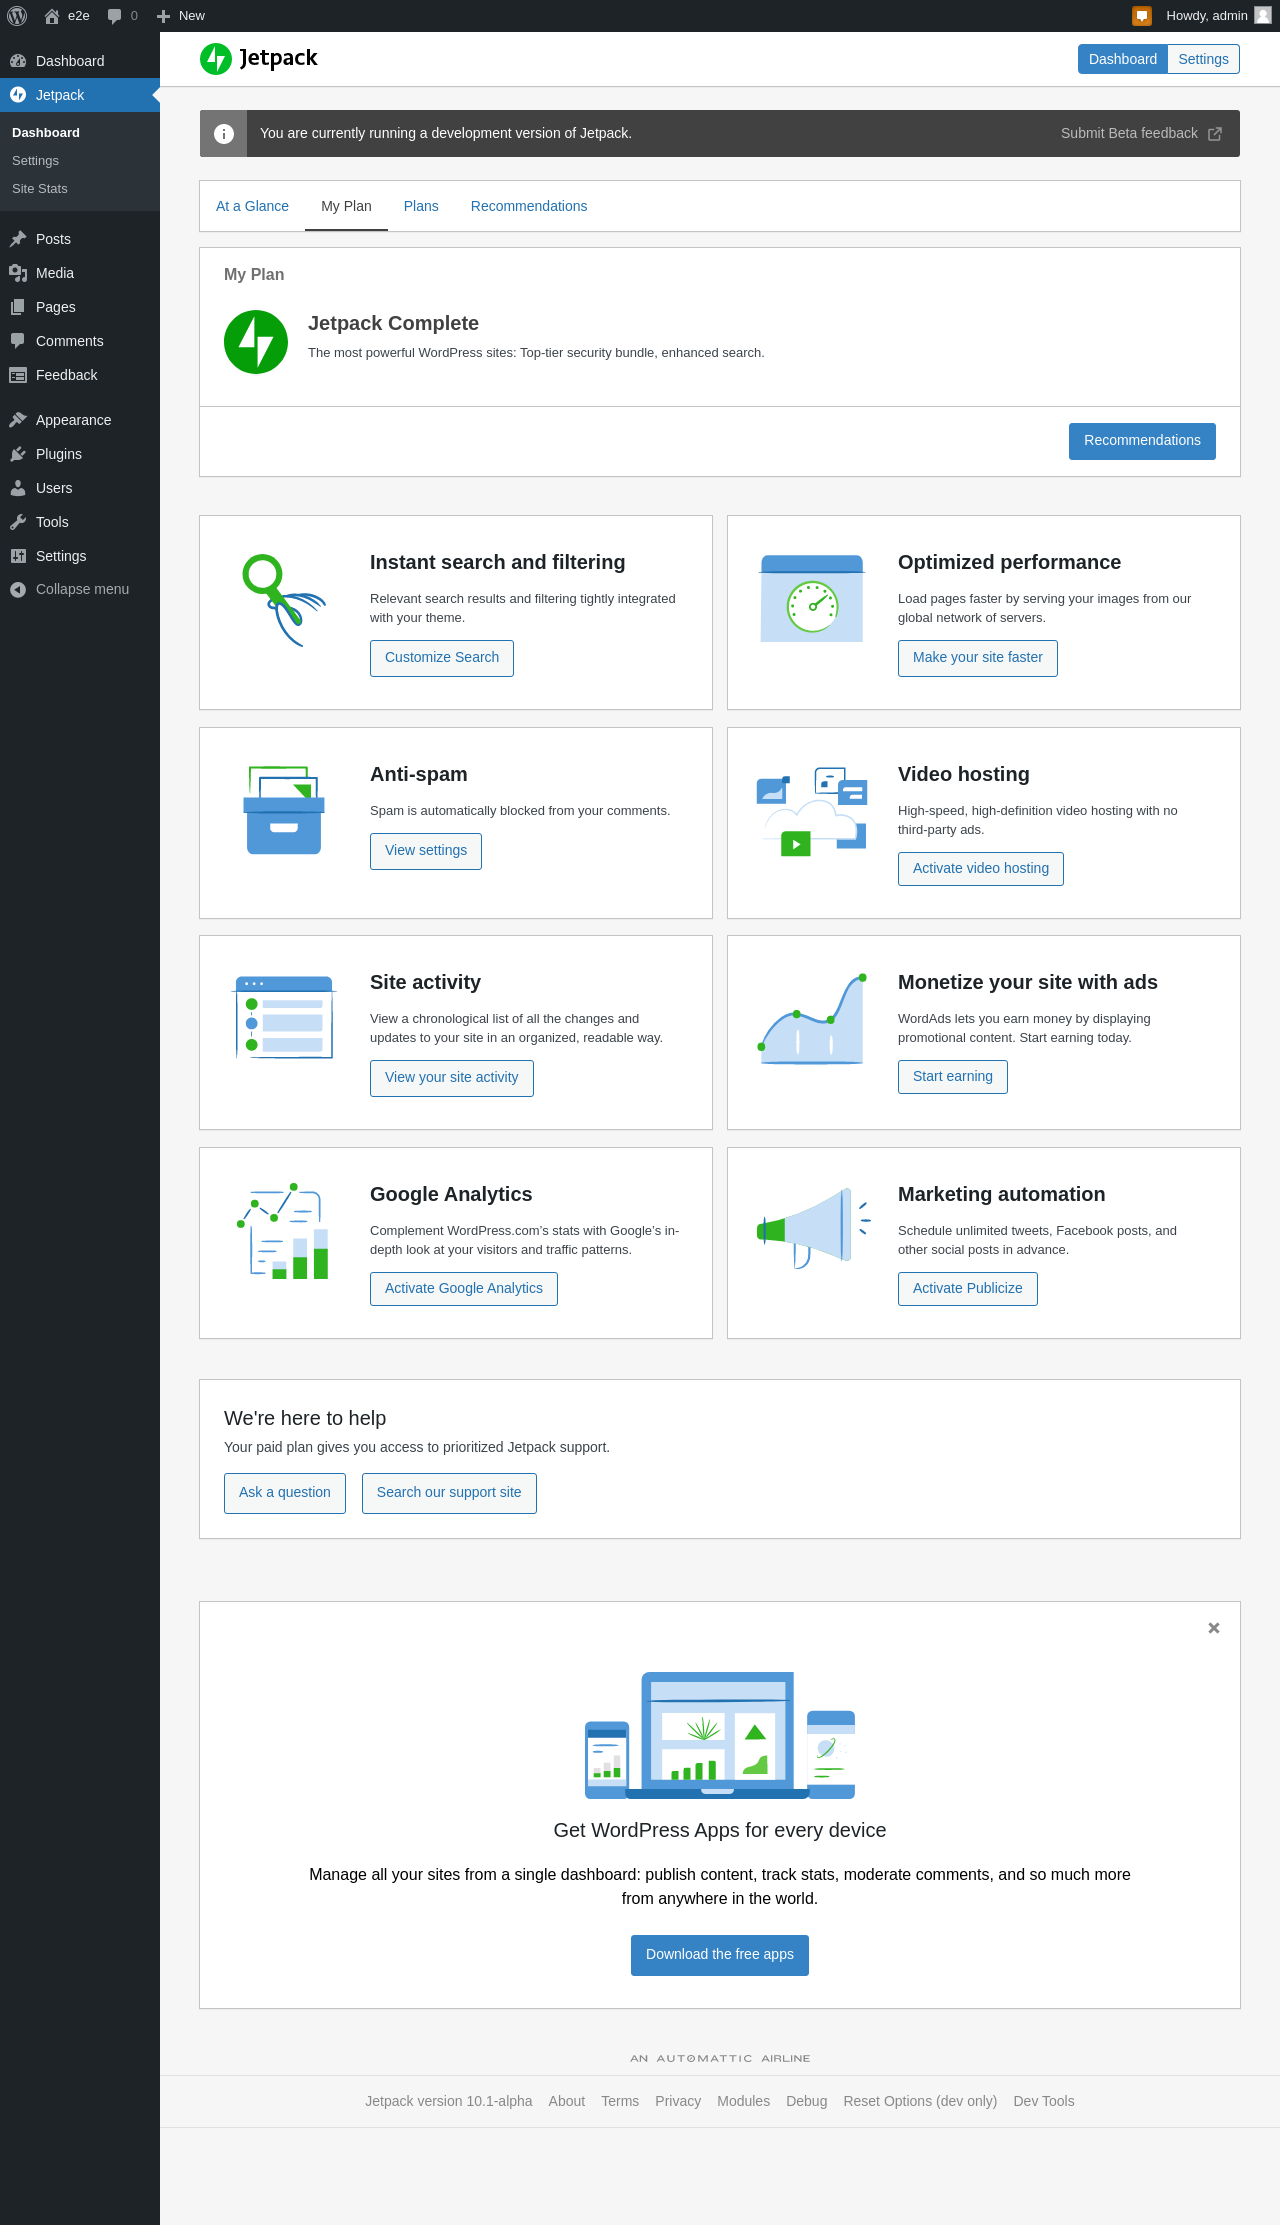 e2e
0
New
Howdy, admin
Dashboard
Jetpack
Dashboard
Settings
Site Stats
Posts
Media
Pages
Comments
Feedback
Appearance
Plugins
Users
Tools
Settings
Collapse menu
Jetpack
Dashboard
Settings
You are currently running a development version of Jetpack.
Submit Beta feedback
At a Glance
My Plan
Plans
Recommendations
My Plan
Jetpack Complete
The most powerful WordPress sites: Top-tier security bundle, enhanced search.
Recommendations
Instant search and filtering
Relevant search results and filtering tightly integrated
with your theme.
Customize Search
Optimized performance
Load pages faster by serving your images from our
global network of servers.
Make your site faster
Anti-spam
Spam is automatically blocked from your comments.
View settings
Video hosting
High-speed, high-definition video hosting with no
third-party ads.
Activate video hosting
Site activity
View a chronological list of all the changes and
updates to your site in an organized, readable way.
View your site activity
Monetize your site with ads
WordAds lets you earn money by displaying
promotional content. Start earning today.
Start earning
Google Analytics
Complement WordPress.com's stats with Google's in-
depth look at your visitors and traffic patterns.
Activate Google Analytics
Marketing automation
Schedule unlimited tweets, Facebook posts, and
other social posts in advance.
Activate Publicize
We're here to help
Your paid plan gives you access to prioritized Jetpack support.
Ask a question
Search our support site
Get WordPress Apps for every device
Manage all your sites from a single dashboard: publish content, track stats, moderate comments, and so much more
from anywhere in the world.
Download the free apps
AN AUTOMATTIC AIRLINE
Jetpack version 10.1-alpha
About
Terms
Privacy
Modules
Debug
Reset Options (dev only)
Dev Tools